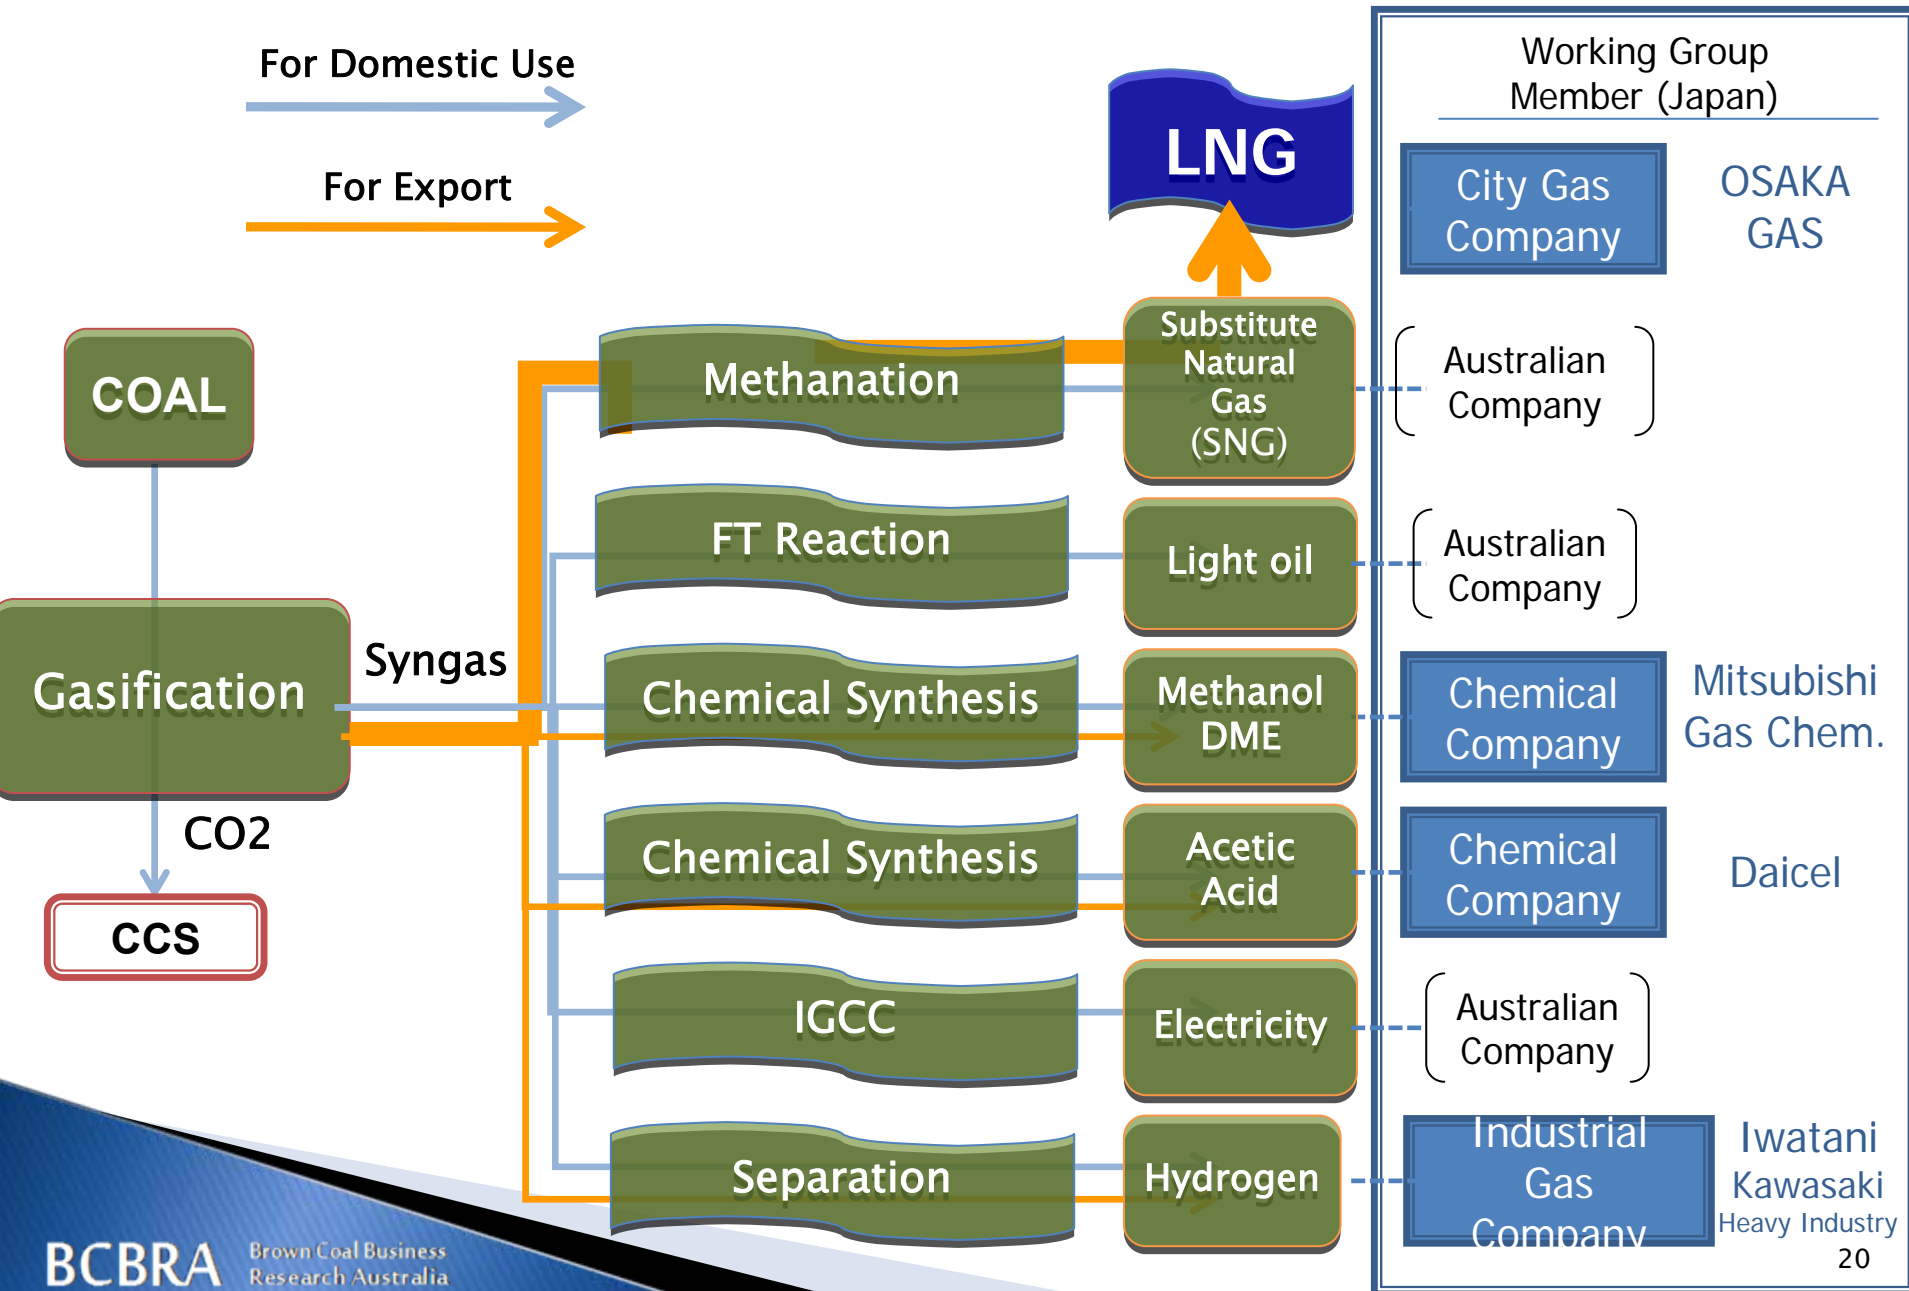 For Domestic Use
For Export
LNG
COAL
Gasification
Syngas
CO2
CCS
Methanation
Substitute
Natural
Gas
(SNG)
FT Reaction
Light oil
Chemical Synthesis
Methanol
DME
Chemical Synthesis
Acetic
Acid
IGCC
Electricity
Separation
Hydrogen
Working Group
Member (Japan)
City Gas
Company
OSAKA
GAS
Australian
Company
Australian
Company
Chemical
Company
Mitsubishi
Gas Chem.
Chemical
Company
Daicel
Australian
Company
Industrial
Gas
Company
Iwatani
Kawasaki
Heavy Industry
BCBRA
Brown Coal Business
Research Australia
20